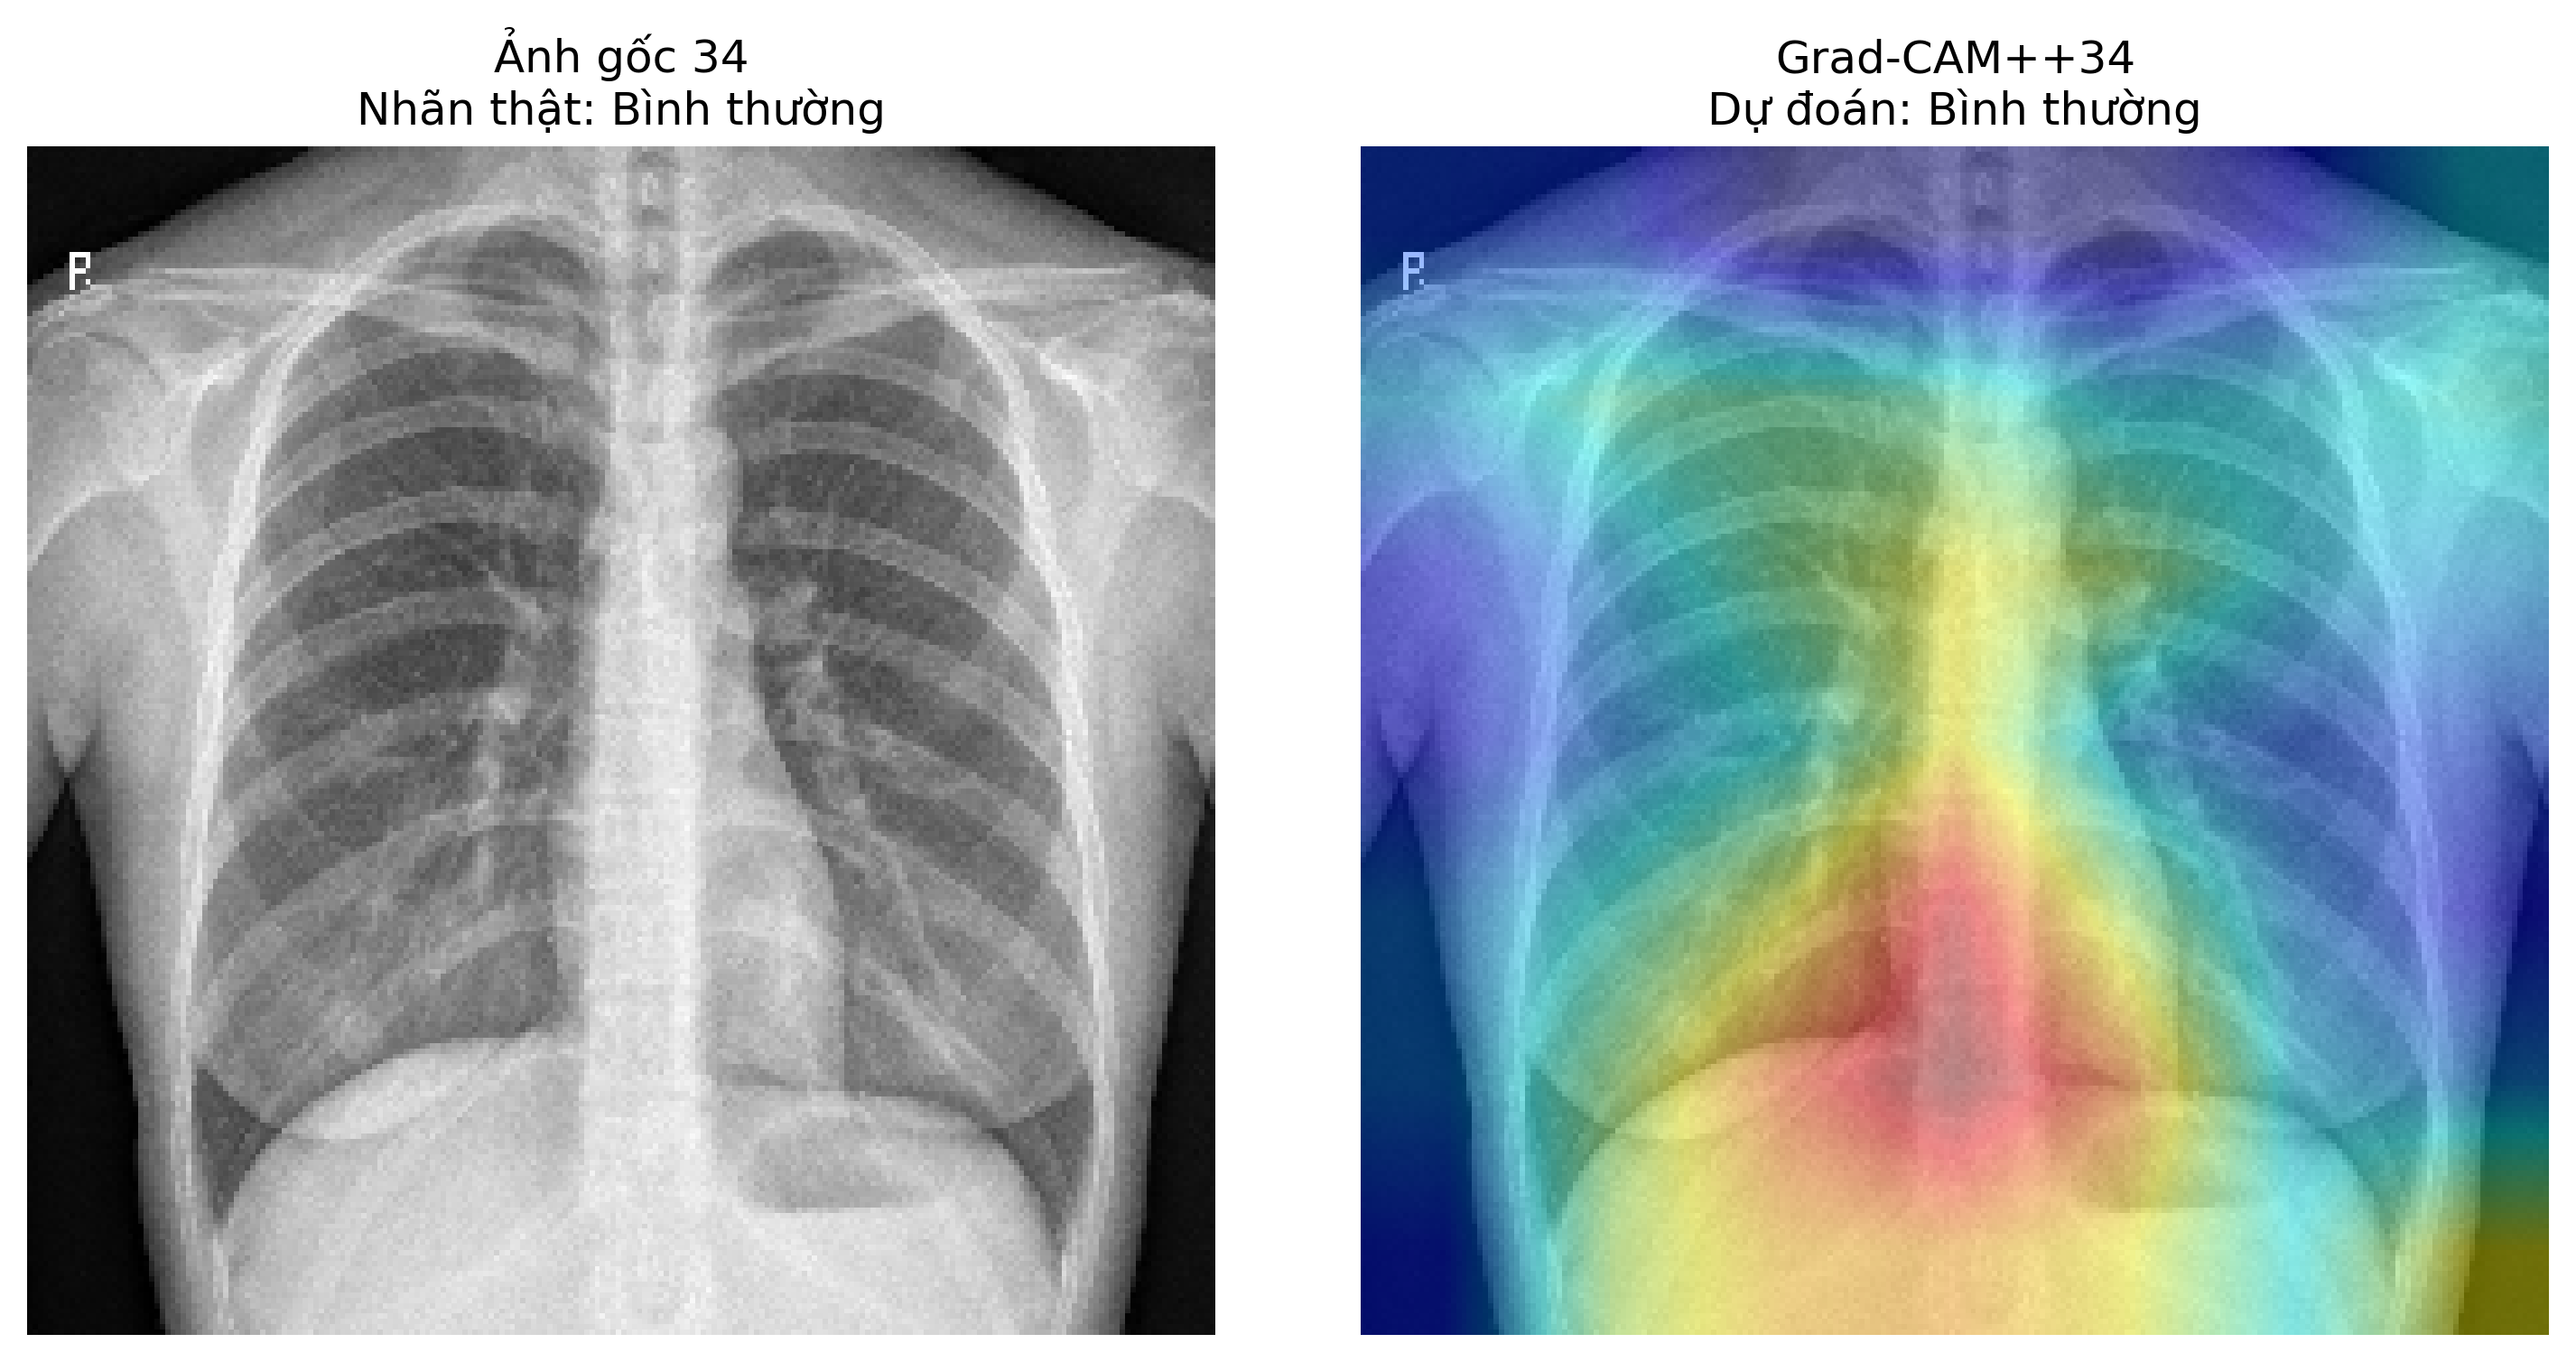 Ảnh gốc 34
Nhãn thật: Bình thường
Grad-CAM++34
Dự đoán: Bình thường